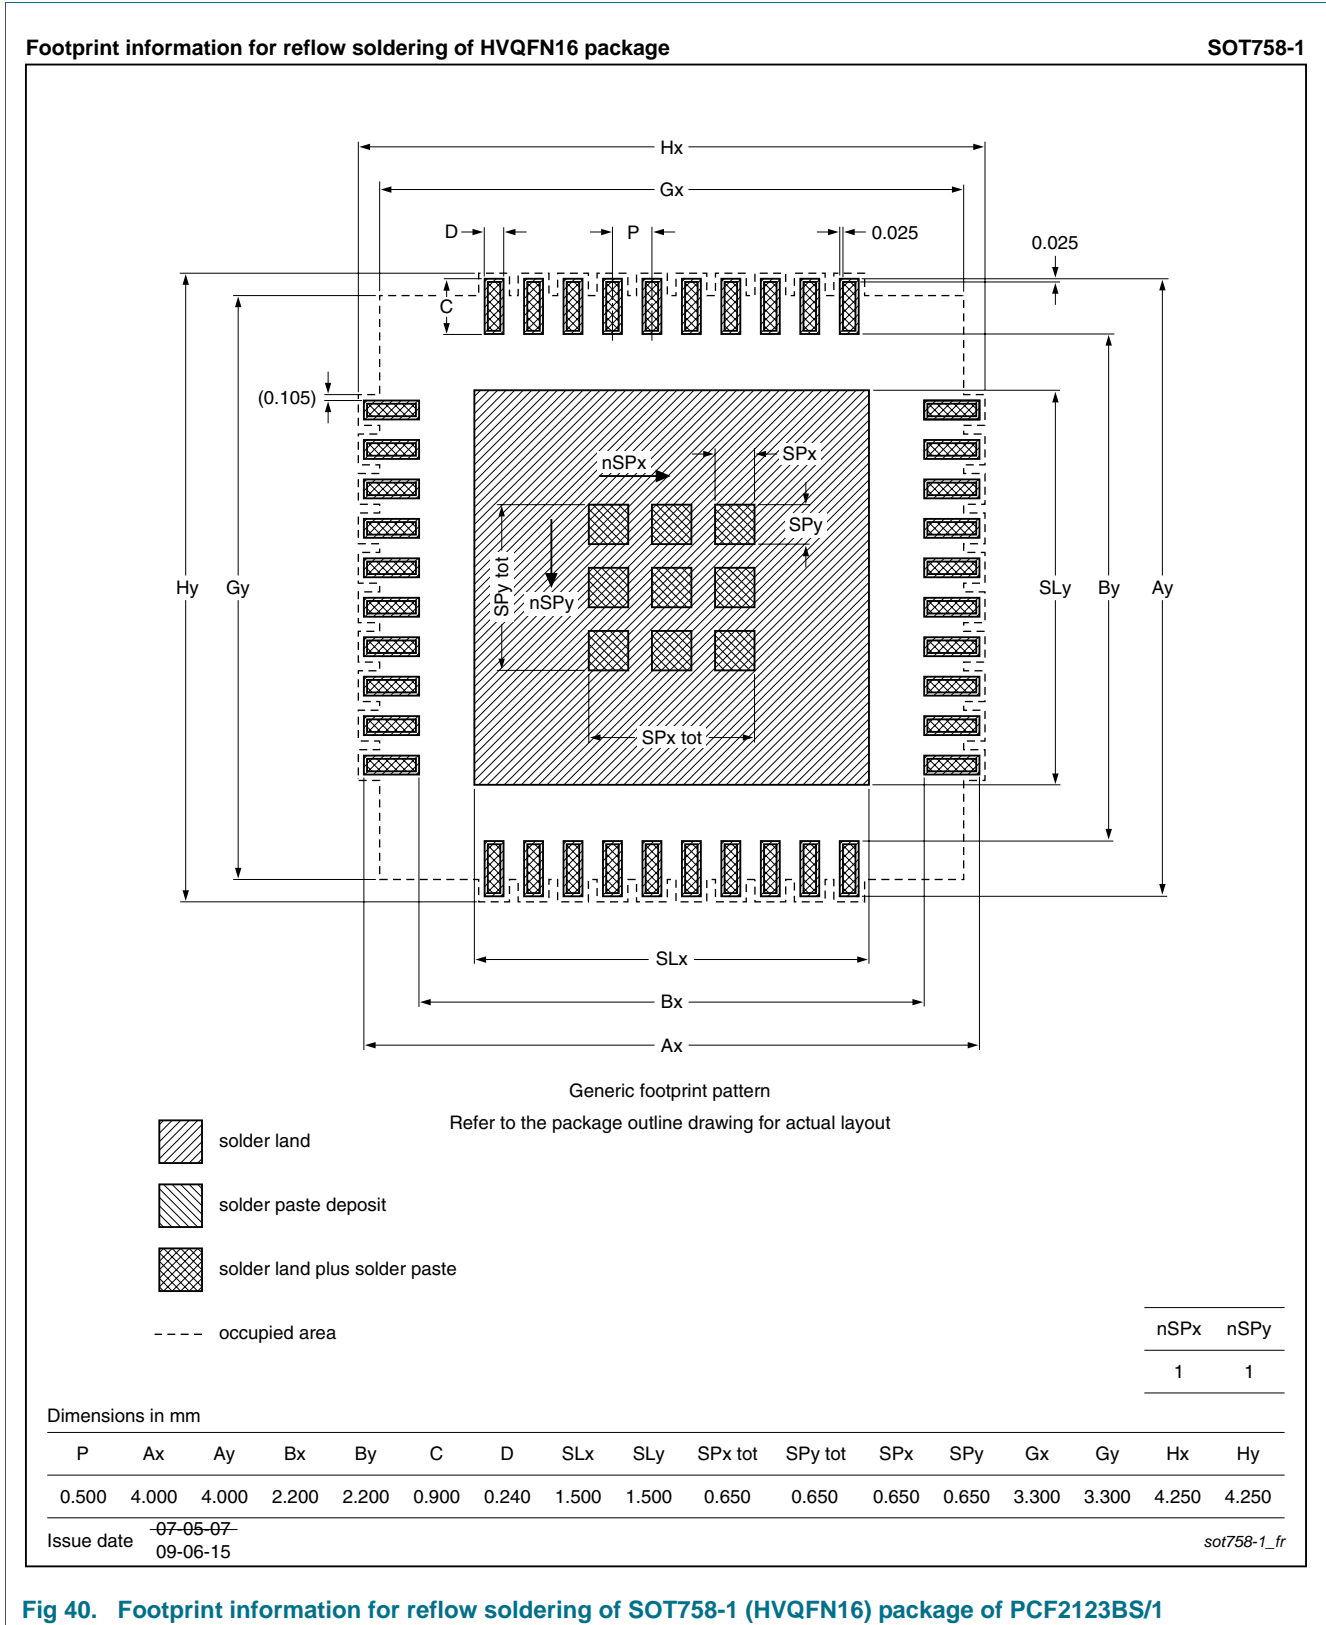 Footprint information for reflow soldering of HVQFN16 package SOT758-1
Hx
Gx
D P 0.025
0.025
C
(0.105)
nSPx SPx
SPy
SPy tot
nSPy
Hy Gy SLy By Ay
SPx tot
SLx
Bx
Ax
Generic footprint pattern
Refer to the package outline drawing for actual layout
solder land
solder paste deposit
solder land plus solder paste
occupied area
nSPx nSPy
1 1
Dimensions in mm
P Ax Ay Bx By C D SLx SLy SPx tot SPy tot SPx SPy Gx Gy Hx Hy
0.500 4.000 4.000 2.200 2.200 0.900 0.240 1.500 1.500 0.650 0.650 0.650 0.650 3.300 3.300 4.250 4.250
Issue date 07-05-07
09-06-15
sot758-1_fr
Fig 40. Footprint information for reflow soldering of SOT758-1 (HVQFN16) package of PCF2123BS/1